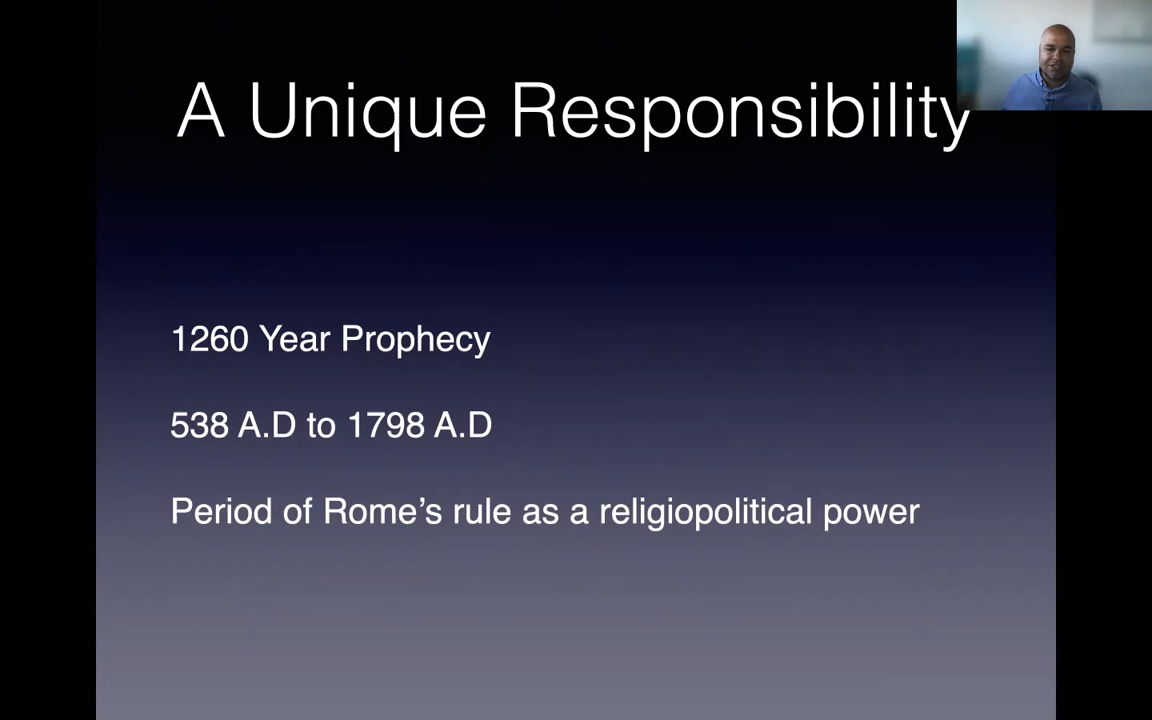 A Unique Responsibility
1260 Year Prophecy
538 A.D to 1798 A.D
Period of Rome’s rule as a religiopolitical power